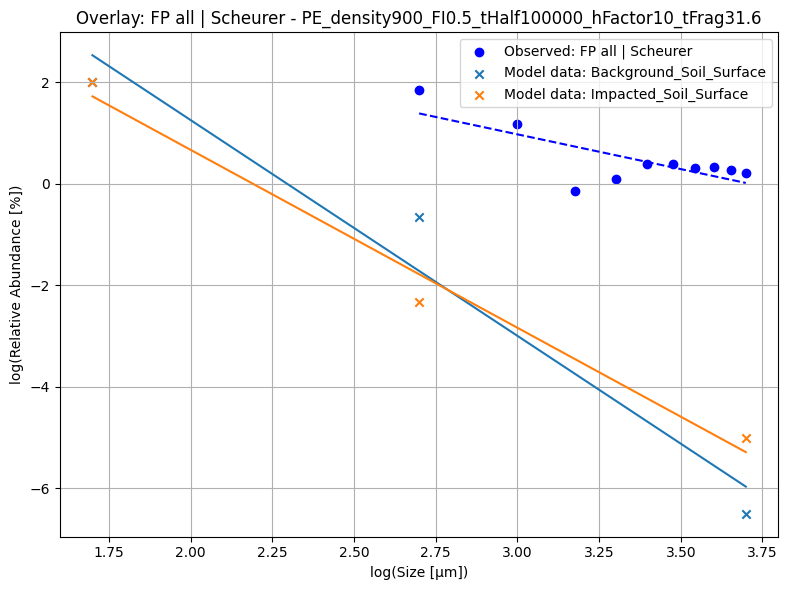 Overlay: FP all | Scheurer - PE_density900_FI0.5_tHalf100000_hFactor10_tFrag31.6
Observed: FP all | Scheurer
Model data: Background_Soil_Surface
Model data: Impacted_Soil_Surface
log(Relative Abundance [%])
2
0
−2
−4
−6
1.75 2.00 2.25 2.50 2.75 3.00 3.25 3.50 3.75
log(Size [µm])